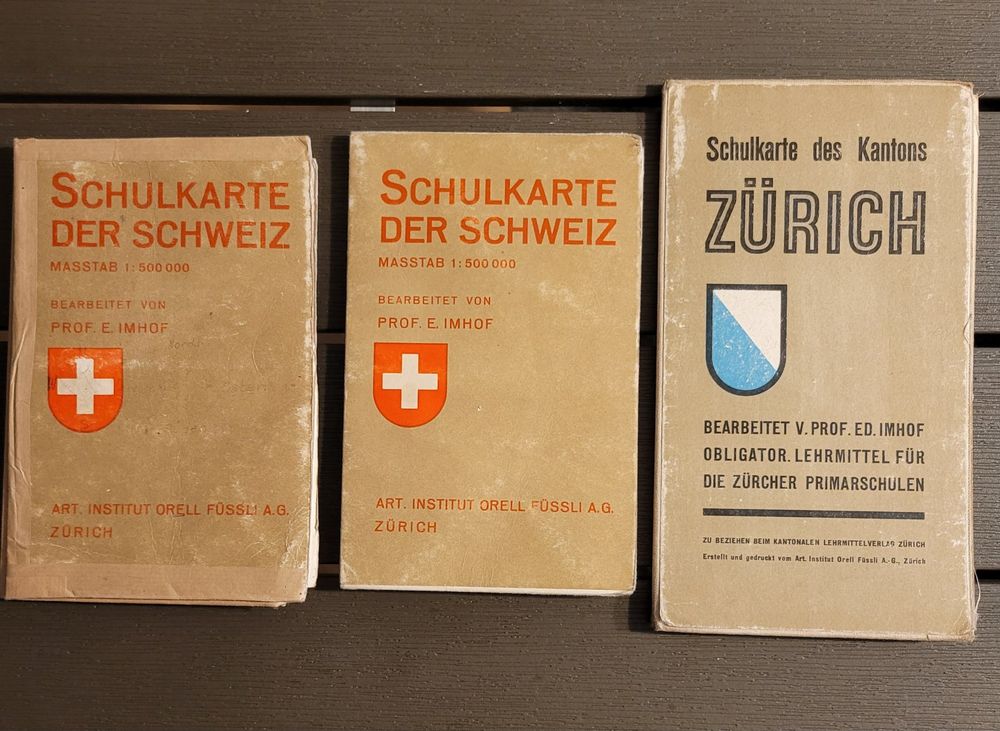 SCHULKARTE
DER SCHWEIZ
MASSTAB 1:500 000
BEARBEITET VON
PROF. E. IMHOF
ART. INSTITUT ORELL FÜSSLI A.G.
ZÜRICH
SCHULKARTE
DER SCHWEIZ
MASSTAB 1:500 000
BEARBEITET VON
PROF. E. IMHOF
ART. INSTITUT ORELL FÜSSLI A.G.
ZÜRICH
Schulkarte des Kantons
ZÜRICH
BEARBEITET V. PROF. ED. IMHOF
OBLIGATOR. LEHRMITTEL FÜR
DIE ZÜRCHER PRIMARSCHULEN
ZU BEZIEHEN BEIM KANTONALEN LEHRMITTELVERLAG ZÜRICH
Erstellt und gedruckt vom Art. Institut Orell Füssli A.-G., Zürich